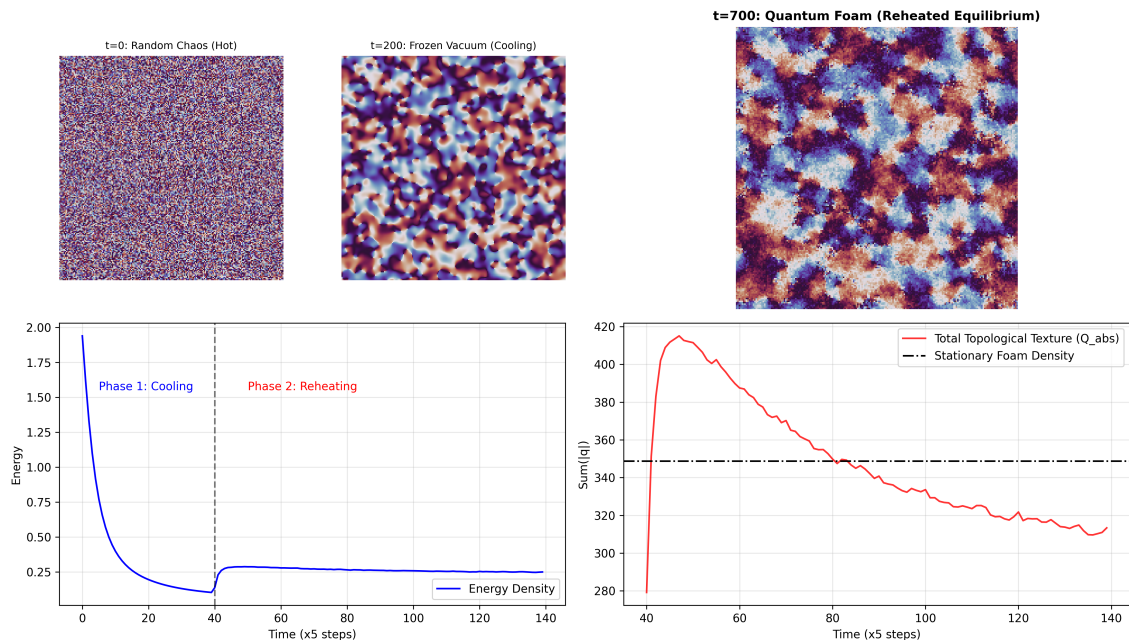 t=0: Random Chaos (Hot)
t=200: Frozen Vacuum (Cooling)
t=700: Quantum Foam (Reheated Equilibrium)
2.00
1.75
1.50
1.25
1.00
0.75
0.50
0.25
Energy
Phase 1: Cooling
Phase 2: Reheating
Energy Density
0
20
40
60
80
100
120
140
Time (x5 steps)
420
400
380
360
340
320
300
280
Sum(|q|)
Total Topological Texture (Q_abs)
Stationary Foam Density
40
60
80
100
120
140
Time (x5 steps)